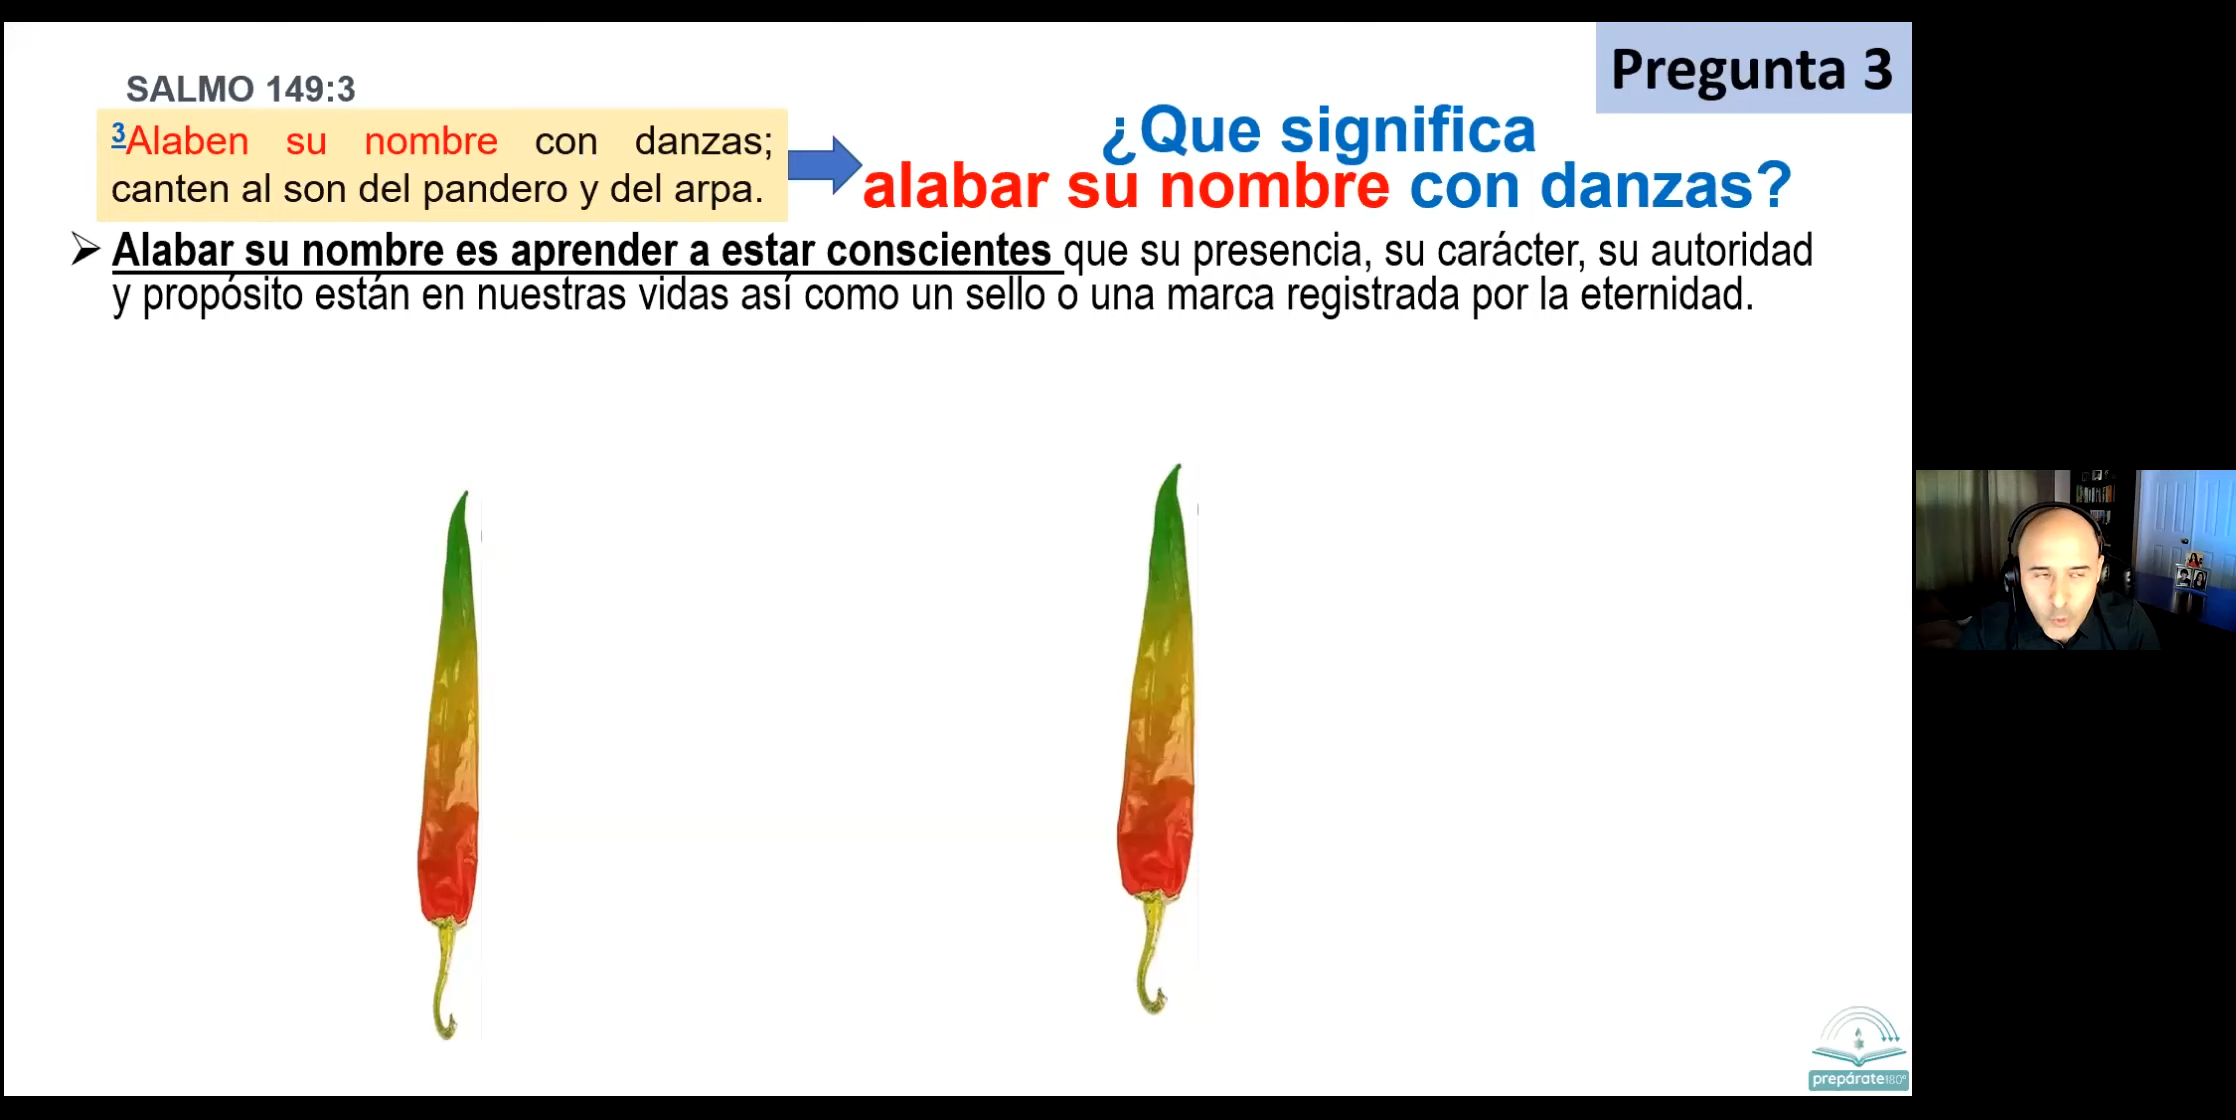 Pregunta 3
SALMO 149:3
3Alaben su nombre con danzas;
canten al son del pandero y del arpa.
¿Que significa
alabar su nombre con danzas?
Alabar su nombre es aprender a estar conscientes que su presencia, su carácter, su autoridad
y propósito están en nuestras vidas así como un sello o una marca registrada por la eternidad.
prepárate180°